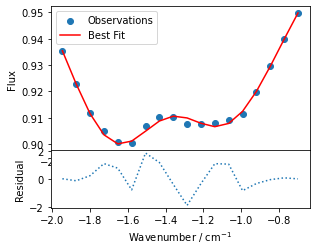 0.95
0.94
0.93
0.92
0.91
0.90
Flux
Observations
Best Fit
2
−2
0
−2
Residual
−2.0 −1.8 −1.6 −1.4 −1.2 −1.0 −0.8
Wavenumber / cm⁻¹